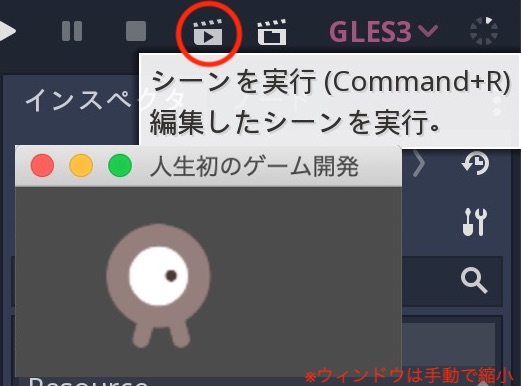 GLES3
シーンを実行 (Command+R)
編集したシーンを実行。
インスペクタ
人生初のゲーム開発
Resource
※ウィンドウは手動で縮小